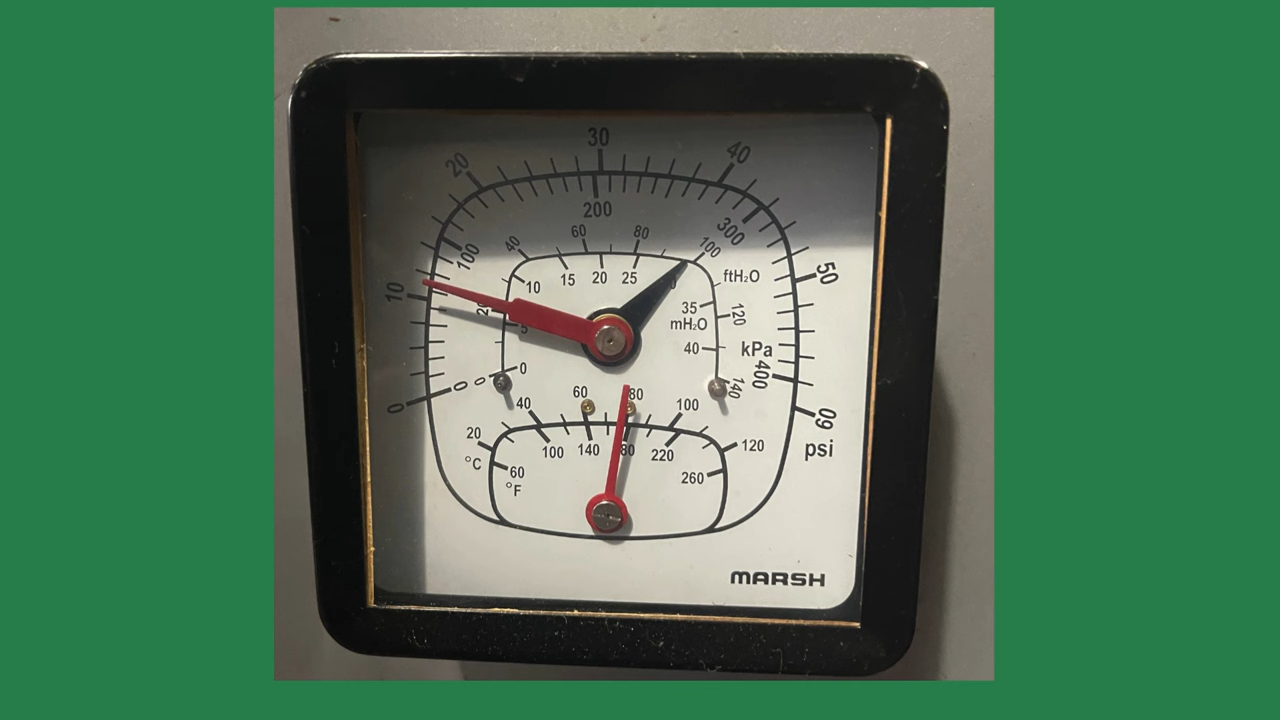 0 10 20 30 40 50 60
psi
0 100 200 300 400
kPa
0 20 40 60 80 100 120 140
ftH₂O
0 5 10 15 20 25 35 40
mH₂O
20 40 60 80 100 120
°C
60 100 140 220 260
°F
MARSH